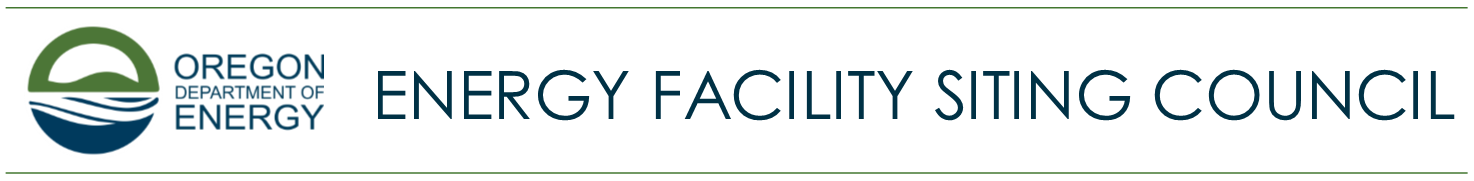 OREGON
DEPARTMENT OF
ENERGY
ENERGY FACILITY SITING COUNCIL